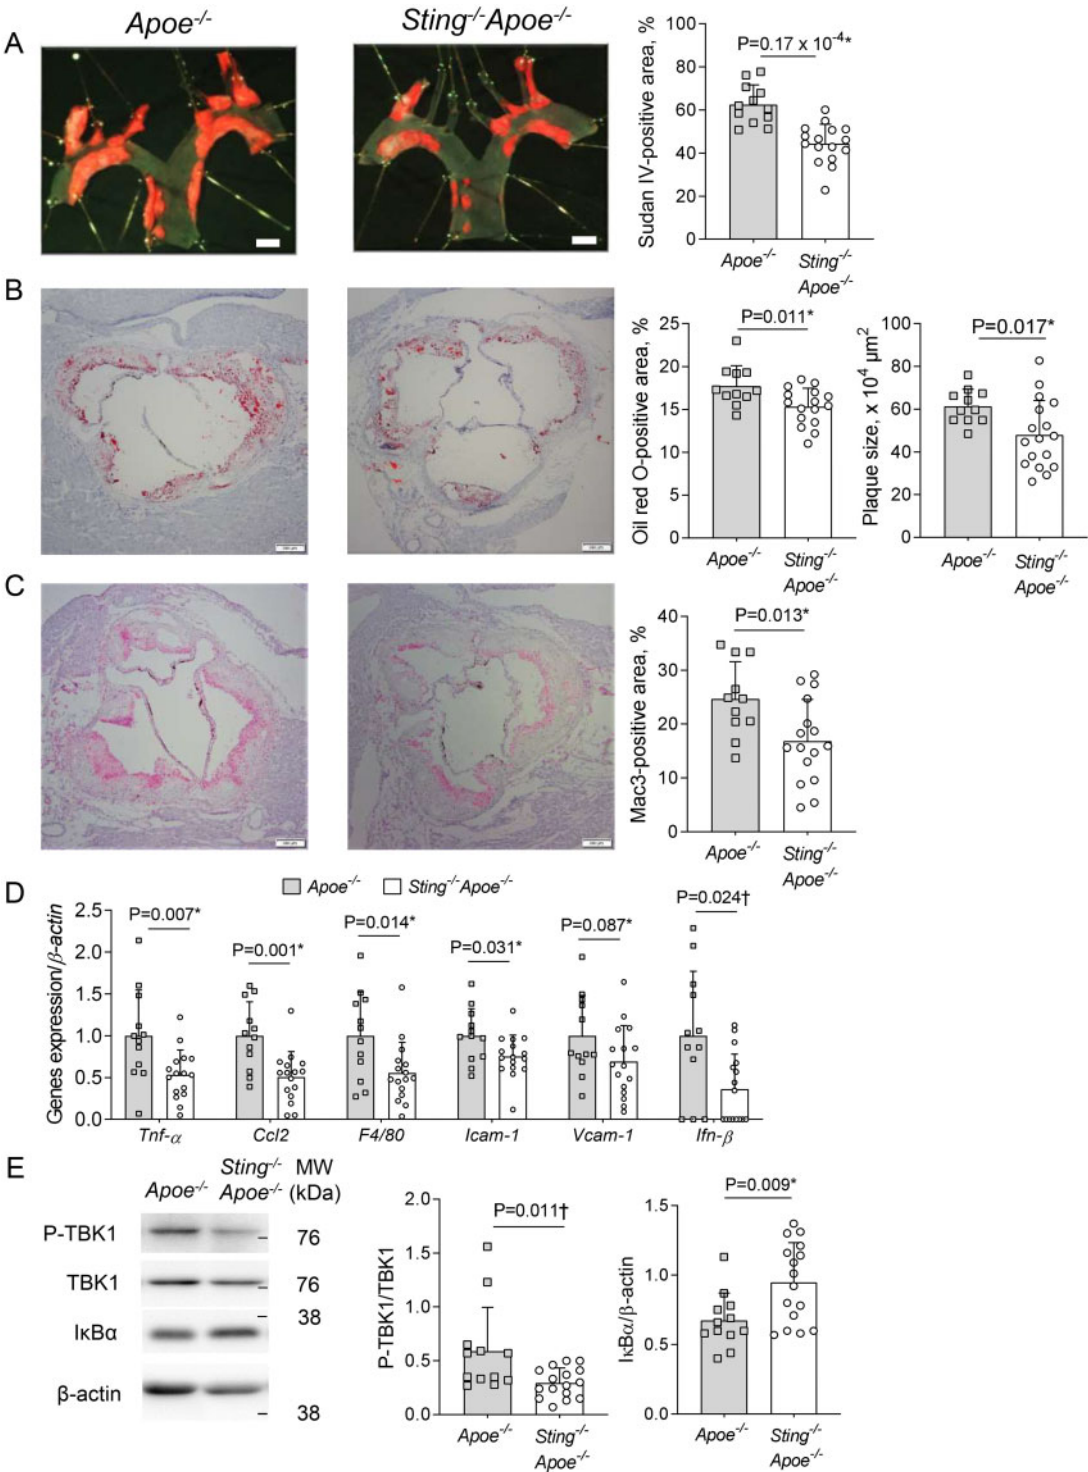 Apoe-/-
Sting-/-Apoe-/-
A
Sudan IV-positive area, %
100
80
60
40
20
0
P=0.17 x 10-4*
Apoe-/-
Sting-/-
Apoe-/-
B
Oil red O-positive area, %
25
20
15
10
5
0
P=0.011*
Apoe-/-
Sting-/-
Apoe-/-
Plaque size, x 10⁴ µm²
100
80
60
40
20
0
P=0.017*
Apoe-/-
Sting-/-
Apoe-/-
C
Mac3-positive area, %
40
30
20
10
0
P=0.013*
Apoe-/-
Sting-/-
Apoe-/-
D
Apoe-/-
Sting-/-Apoe-/-
Genes expression/β-actin
2.5
2.0
1.5
1.0
0.5
0.0
P=0.007*
P=0.001*
P=0.014*
P=0.031*
P=0.087*
P=0.024†
Tnf-α
Ccl2
F4/80
Icam-1
Vcam-1
Ifn-β
E
Apoe-/-
Sting-/-
Apoe-/-
MW
(kDa)
P-TBK1
76
TBK1
76
38
IκBα
β-actin
38
P-TBK1/TBK1
2.0
1.5
1.0
0.5
0.0
P=0.011†
Apoe-/-
Sting-/-
Apoe-/-
IκBα/β-actin
1.5
1.0
0.5
0.0
P=0.009*
Apoe-/-
Sting-/-
Apoe-/-